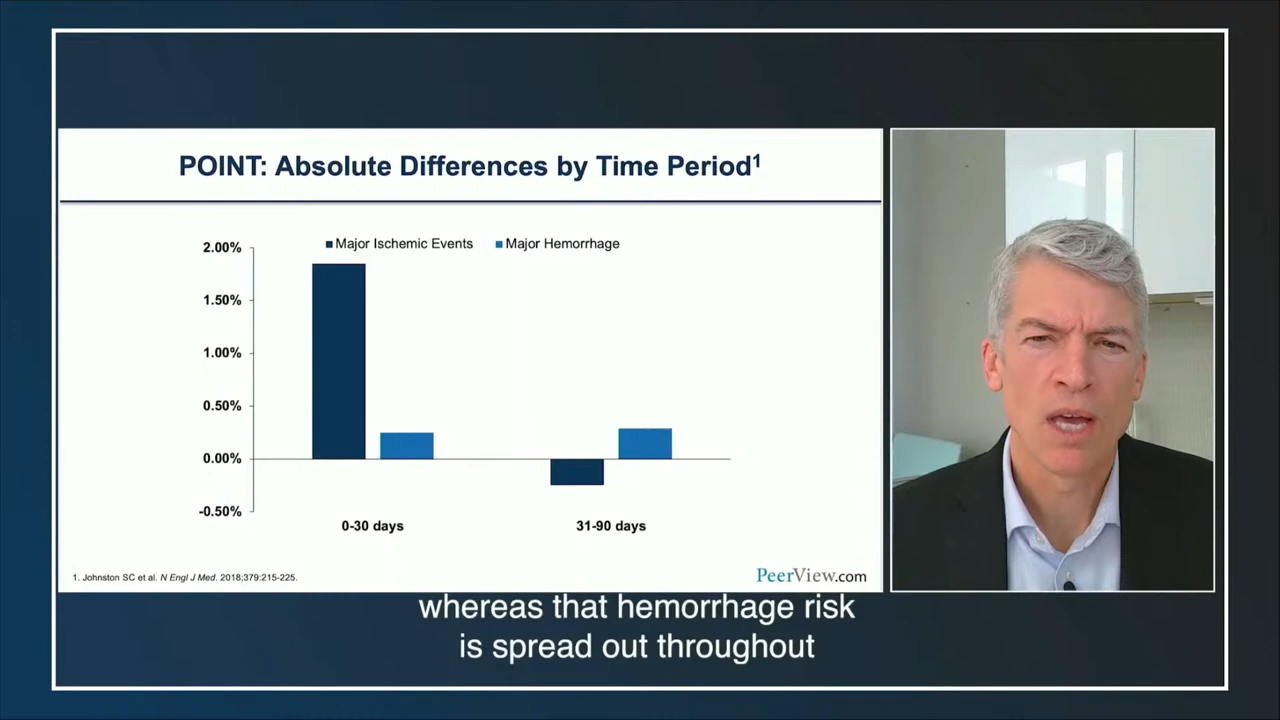 POINT: Absolute Differences by Time Period¹
Major Ischemic Events
Major Hemorrhage
2.00%
1.50%
1.00%
0.50%
0.00%
-0.50%
0-30 days
31-90 days
1. Johnston SC et al. N Engl J Med. 2018;379:215-225.
PeerView.com
whereas that hemorrhage risk
is spread out throughout